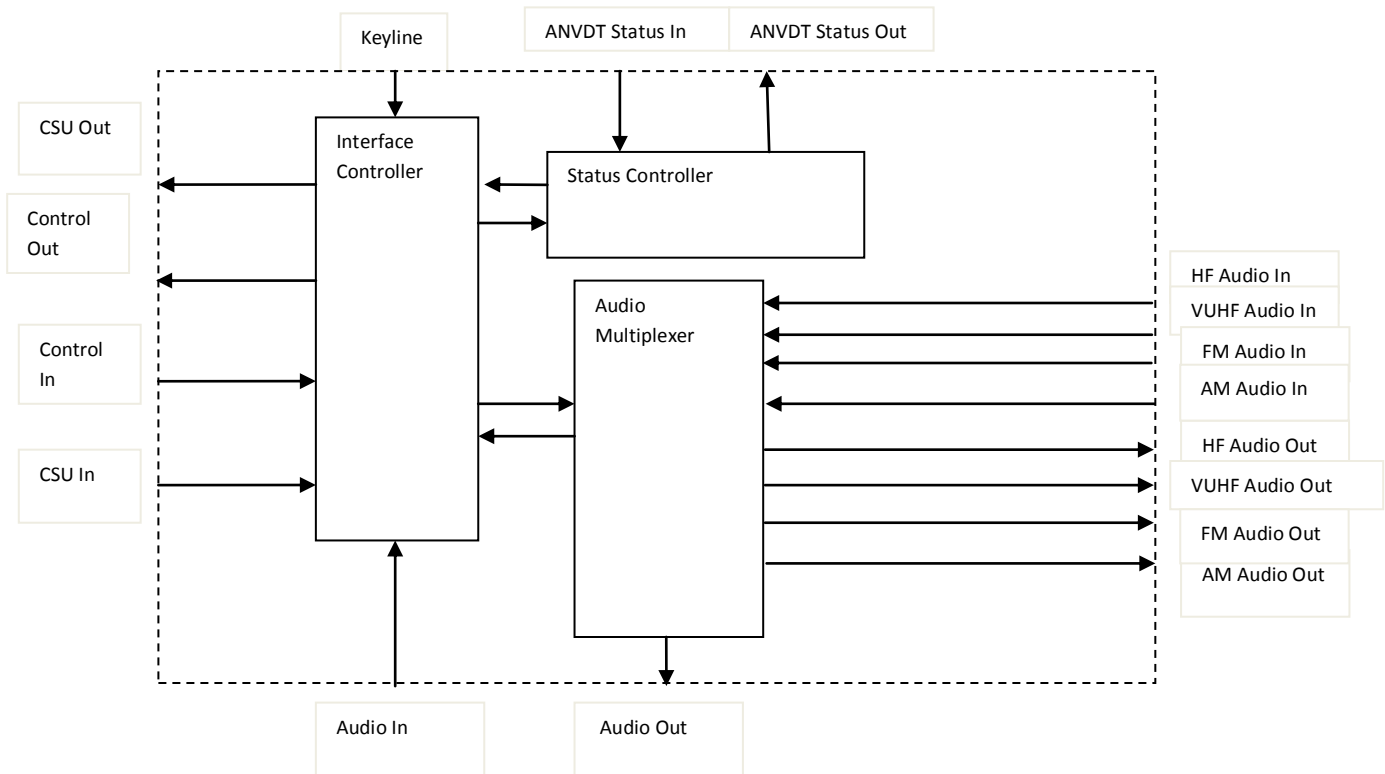 Keyline
ANVDT Status In
ANVDT Status Out
CSU Out
Interface
Controller
Status Controller
Control
Out
HF Audio In
Audio
Multiplexer
VUHF Audio In
Control
In
FM Audio In
AM Audio In
HF Audio Out
CSU In
VUHF Audio Out
FM Audio Out
AM Audio Out
Audio In
Audio Out